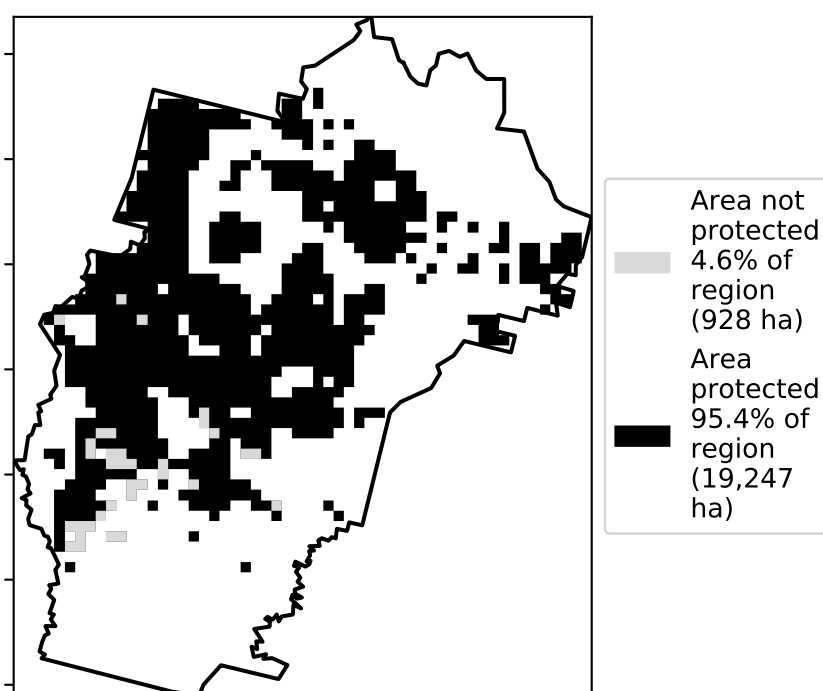 Area not
protected
4.6% of
region
(928 ha)
Area
protected
95.4% of
region
(19,247
ha)